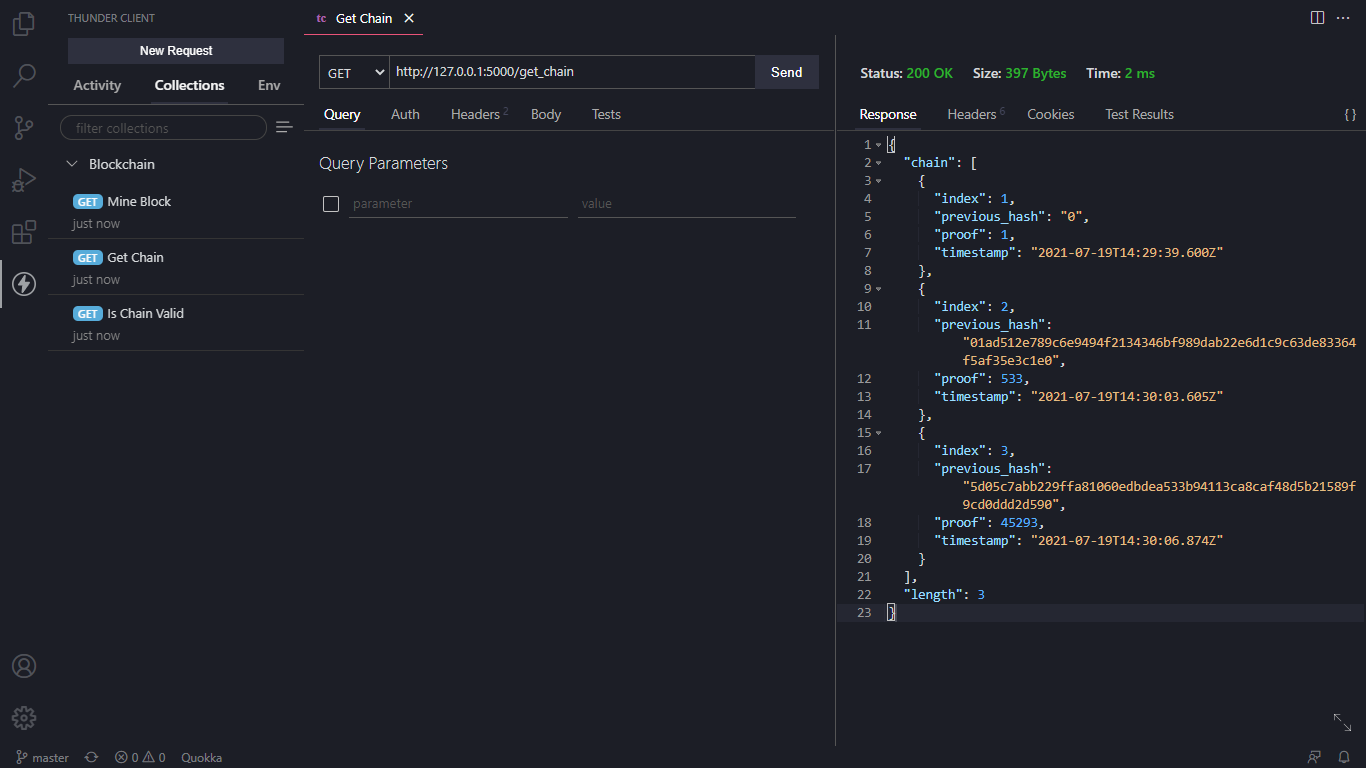 THUNDER CLIENT
New Request
Activity Collections Env
filter collections
Blockchain
GET Mine Block
just now
GET Get Chain
just now
GET Is Chain Valid
just now
tc Get Chain
GET http://127.0.0.1:5000/get_chain Send
Query Auth Headers 2 Body Tests
Query Parameters
parameter value
Status: 200 OK Size: 397 Bytes Time: 2 ms
Response Headers 6 Cookies Test Results {}
1 {
2 "chain": [
3 {
4 "index": 1,
5 "previous_hash": "0",
6 "proof": 1,
7 "timestamp": "2021-07-19T14:29:39.600Z"
8 },
9 {
10 "index": 2,
11 "previous_hash":
"01ad512e789c6e9494f2134346bf989dab22e6d1c9c63de83364
f5af35e3c1e0",
12 "proof": 533,
13 "timestamp": "2021-07-19T14:30:03.605Z"
14 },
15 {
16 "index": 3,
17 "previous_hash":
"5d05c7abb229ffa81060edbdea533b94113ca8caf48d5b21589f
9cd0ddd2d590",
18 "proof": 45293,
19 "timestamp": "2021-07-19T14:30:06.874Z"
20 }
21 ],
22 "length": 3
23 }
master 0 0 Quokka